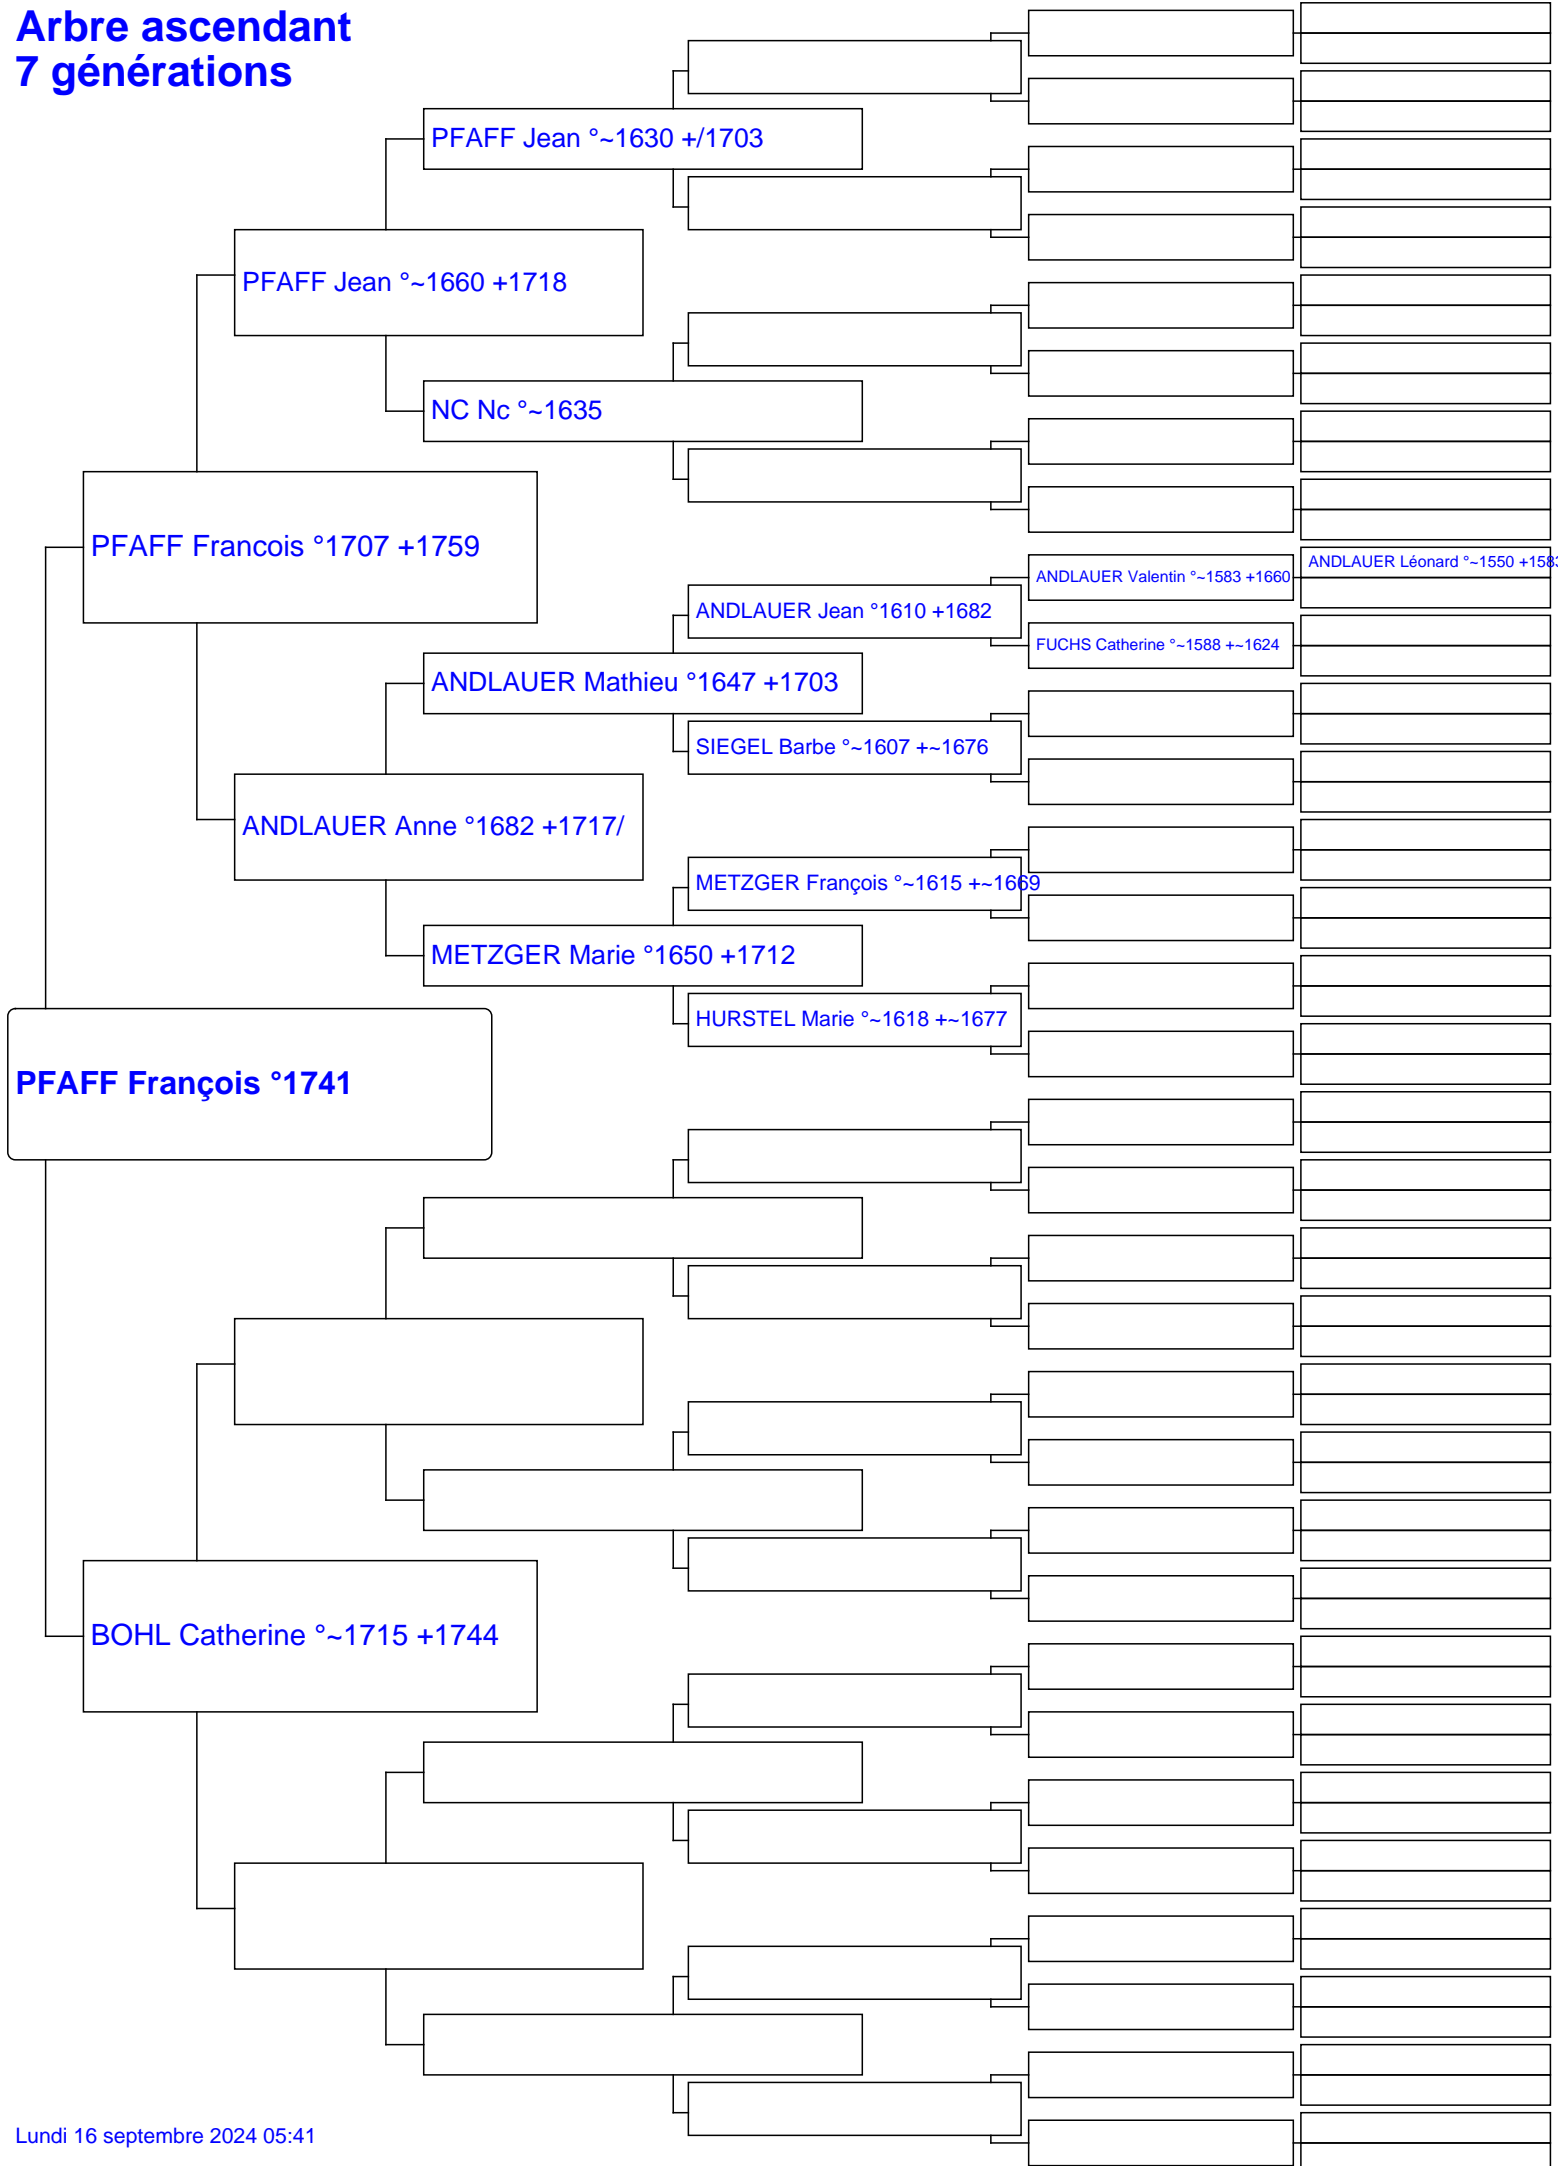 Arbre ascendant
7 générations
PFAFF Jean °~1630 +/1703
PFAFF Jean °~1660 +1718
NC Nc °~1635
PFAFF Francois °1707 +1759
ANDLAUER Valentin °~1583 +1660
ANDLAUER Léonard °~1550 +1583
ANDLAUER Jean °1610 +1682
FUCHS Catherine °~1588 +~1624
ANDLAUER Mathieu °1647 +1703
SIEGEL Barbe °~1607 +~1676
ANDLAUER Anne °1682 +1717/
METZGER François °~1615 +~1669
METZGER Marie °1650 +1712
HURSTEL Marie °~1618 +~1677
PFAFF François °1741
BOHL Catherine °~1715 +1744
Lundi 16 septembre 2024 05:41